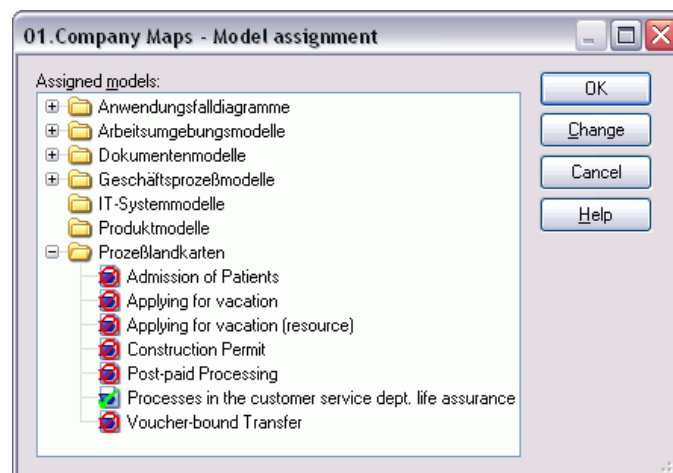 01.Company Maps - Model assignment
Assigned models:
Anwendungsfalldiagramme
Arbeitsumgebungsmodelle
Dokumentenmodelle
Geschäftsprozeßmodelle
IT-Systemmodelle
Produktmodelle
Prozeßlandkarten
Admission of Patients
Applying for vacation
Applying for vacation (resource)
Construction Permit
Post-paid Processing
Processes in the customer service dept. life assurance
Voucher-bound Transfer
OK
Change
Cancel
Help